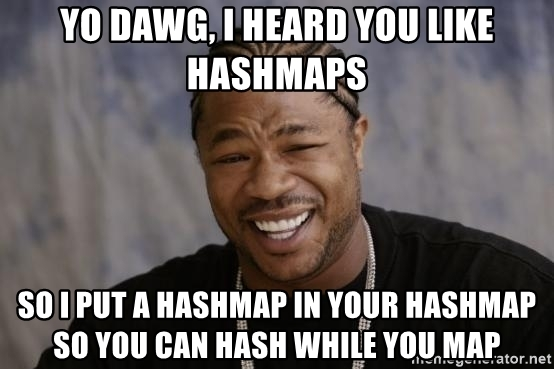 YO DAWG, I HEARD YOU LIKE
HASHMAPS
SO I PUT A HASHMAP IN YOUR HASHMAP
SO YOU CAN HASH WHILE YOU MAP
memegenerator.net